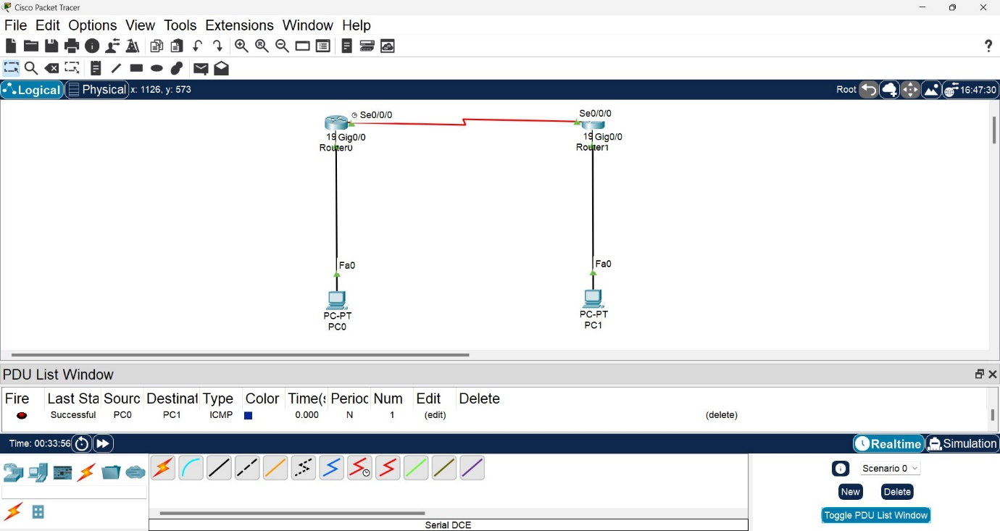 Cisco Packet Tracer
File Edit Options View Tools Extensions Window Help
Logical Physical x: 1126, y: 573 Root 16:47:30
Se0/0/0 Se0/0/0
19 Gig0/0 19 Gig0/0
Router0 Router1
Fa0 Fa0
PC-PT PC-PT
PC0 PC1
PDU List Window
Fire Last Sta Sourc Destinat Type Color Time(s Perioc Num Edit Delete
Successful PC0 PC1 ICMP 0.000 N 1 (edit) (delete)
Time: 00:33:56 Realtime Simulation
Scenario 0
New Delete
Toggle PDU List Window
Serial DCE